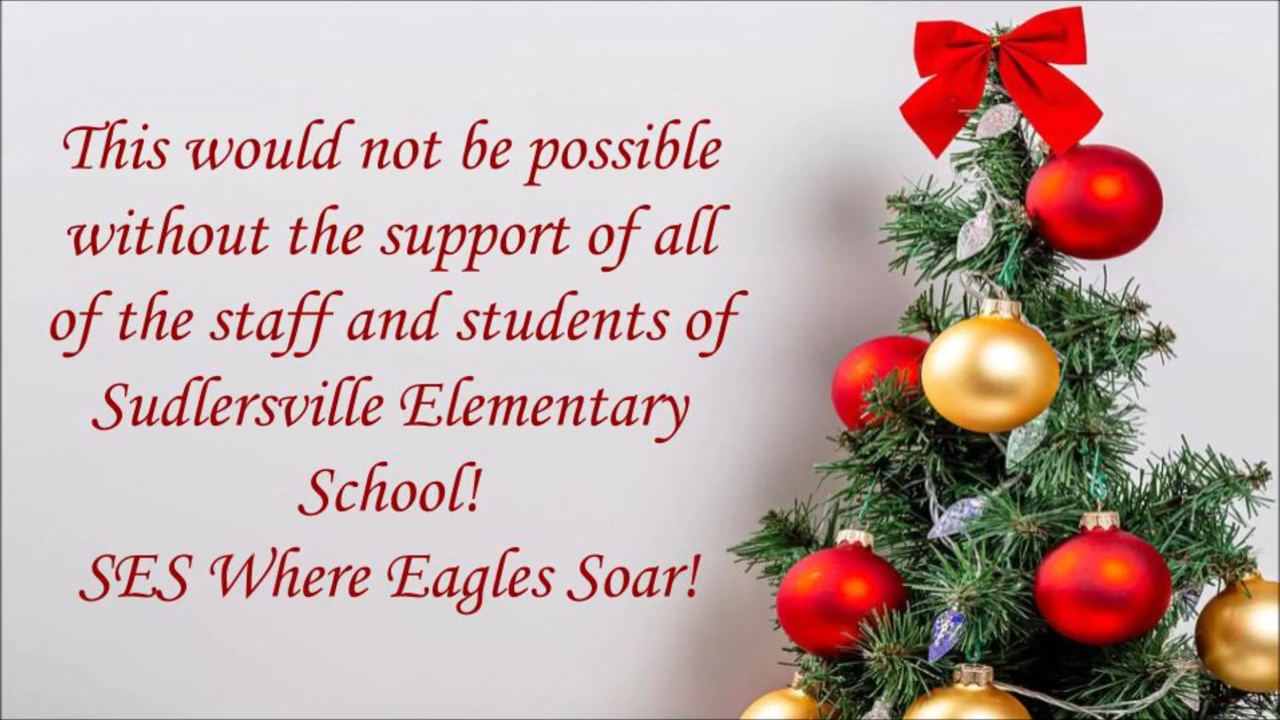 This would not be possible
without the support of all
of the staff and students of
Sudlersville Elementary
School!
SES Where Eagles Soar!